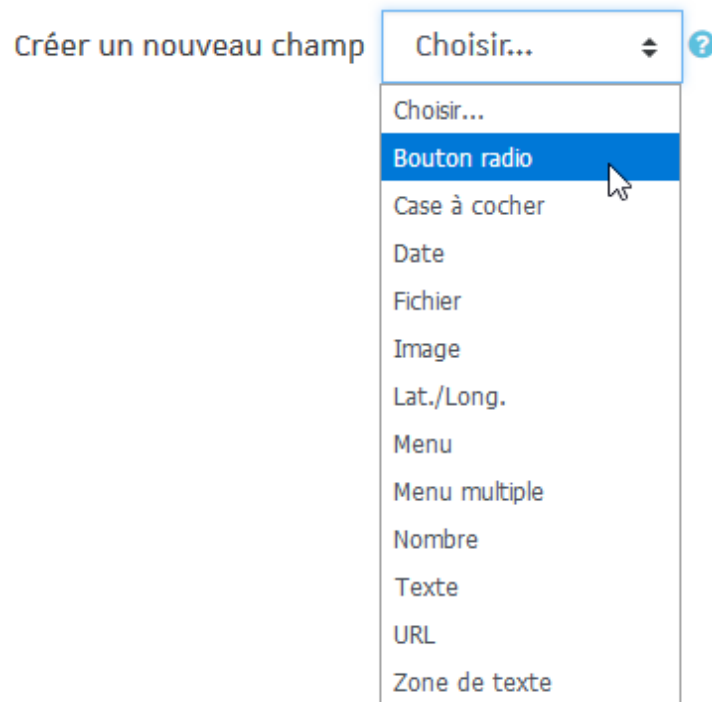 Créer un nouveau champ Choisir... ?
Choisir...
Bouton radio
Case à cocher
Date
Fichier
Image
Lat./Long.
Menu
Menu multiple
Nombre
Texte
URL
Zone de texte